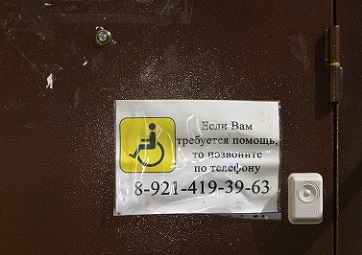 Если Вам
требуется помощь,
то позвоните
по телефону
8-921-419-39-63